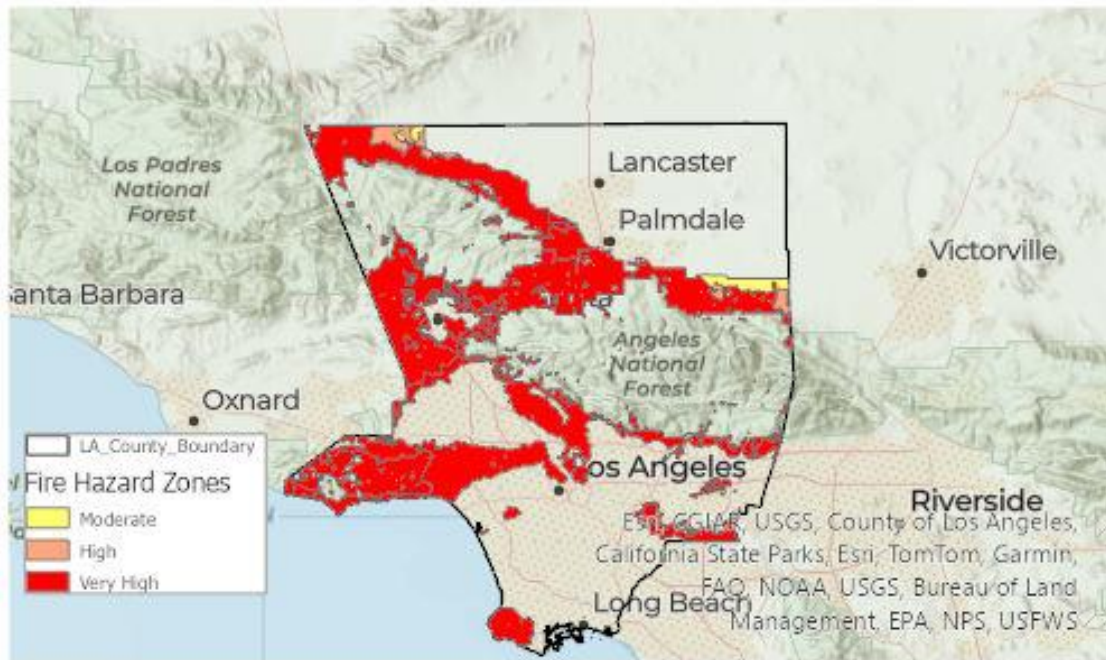 Los Padres
National
Forest
Lancaster
Palmdale
Victorville
Santa Barbara
Angeles
National
Forest
Oxnard
LA_County_Boundary
Fire Hazard Zones
Moderate
High
Very High
Los Angeles
Riverside
Esri, CGIAR, USGS, County of Los Angeles,
California State Parks, Esri, TomTom, Garmin,
FAO, NOAA, USGS, Bureau of Land
Management, EPA, NPS, USFWS
Long Beach